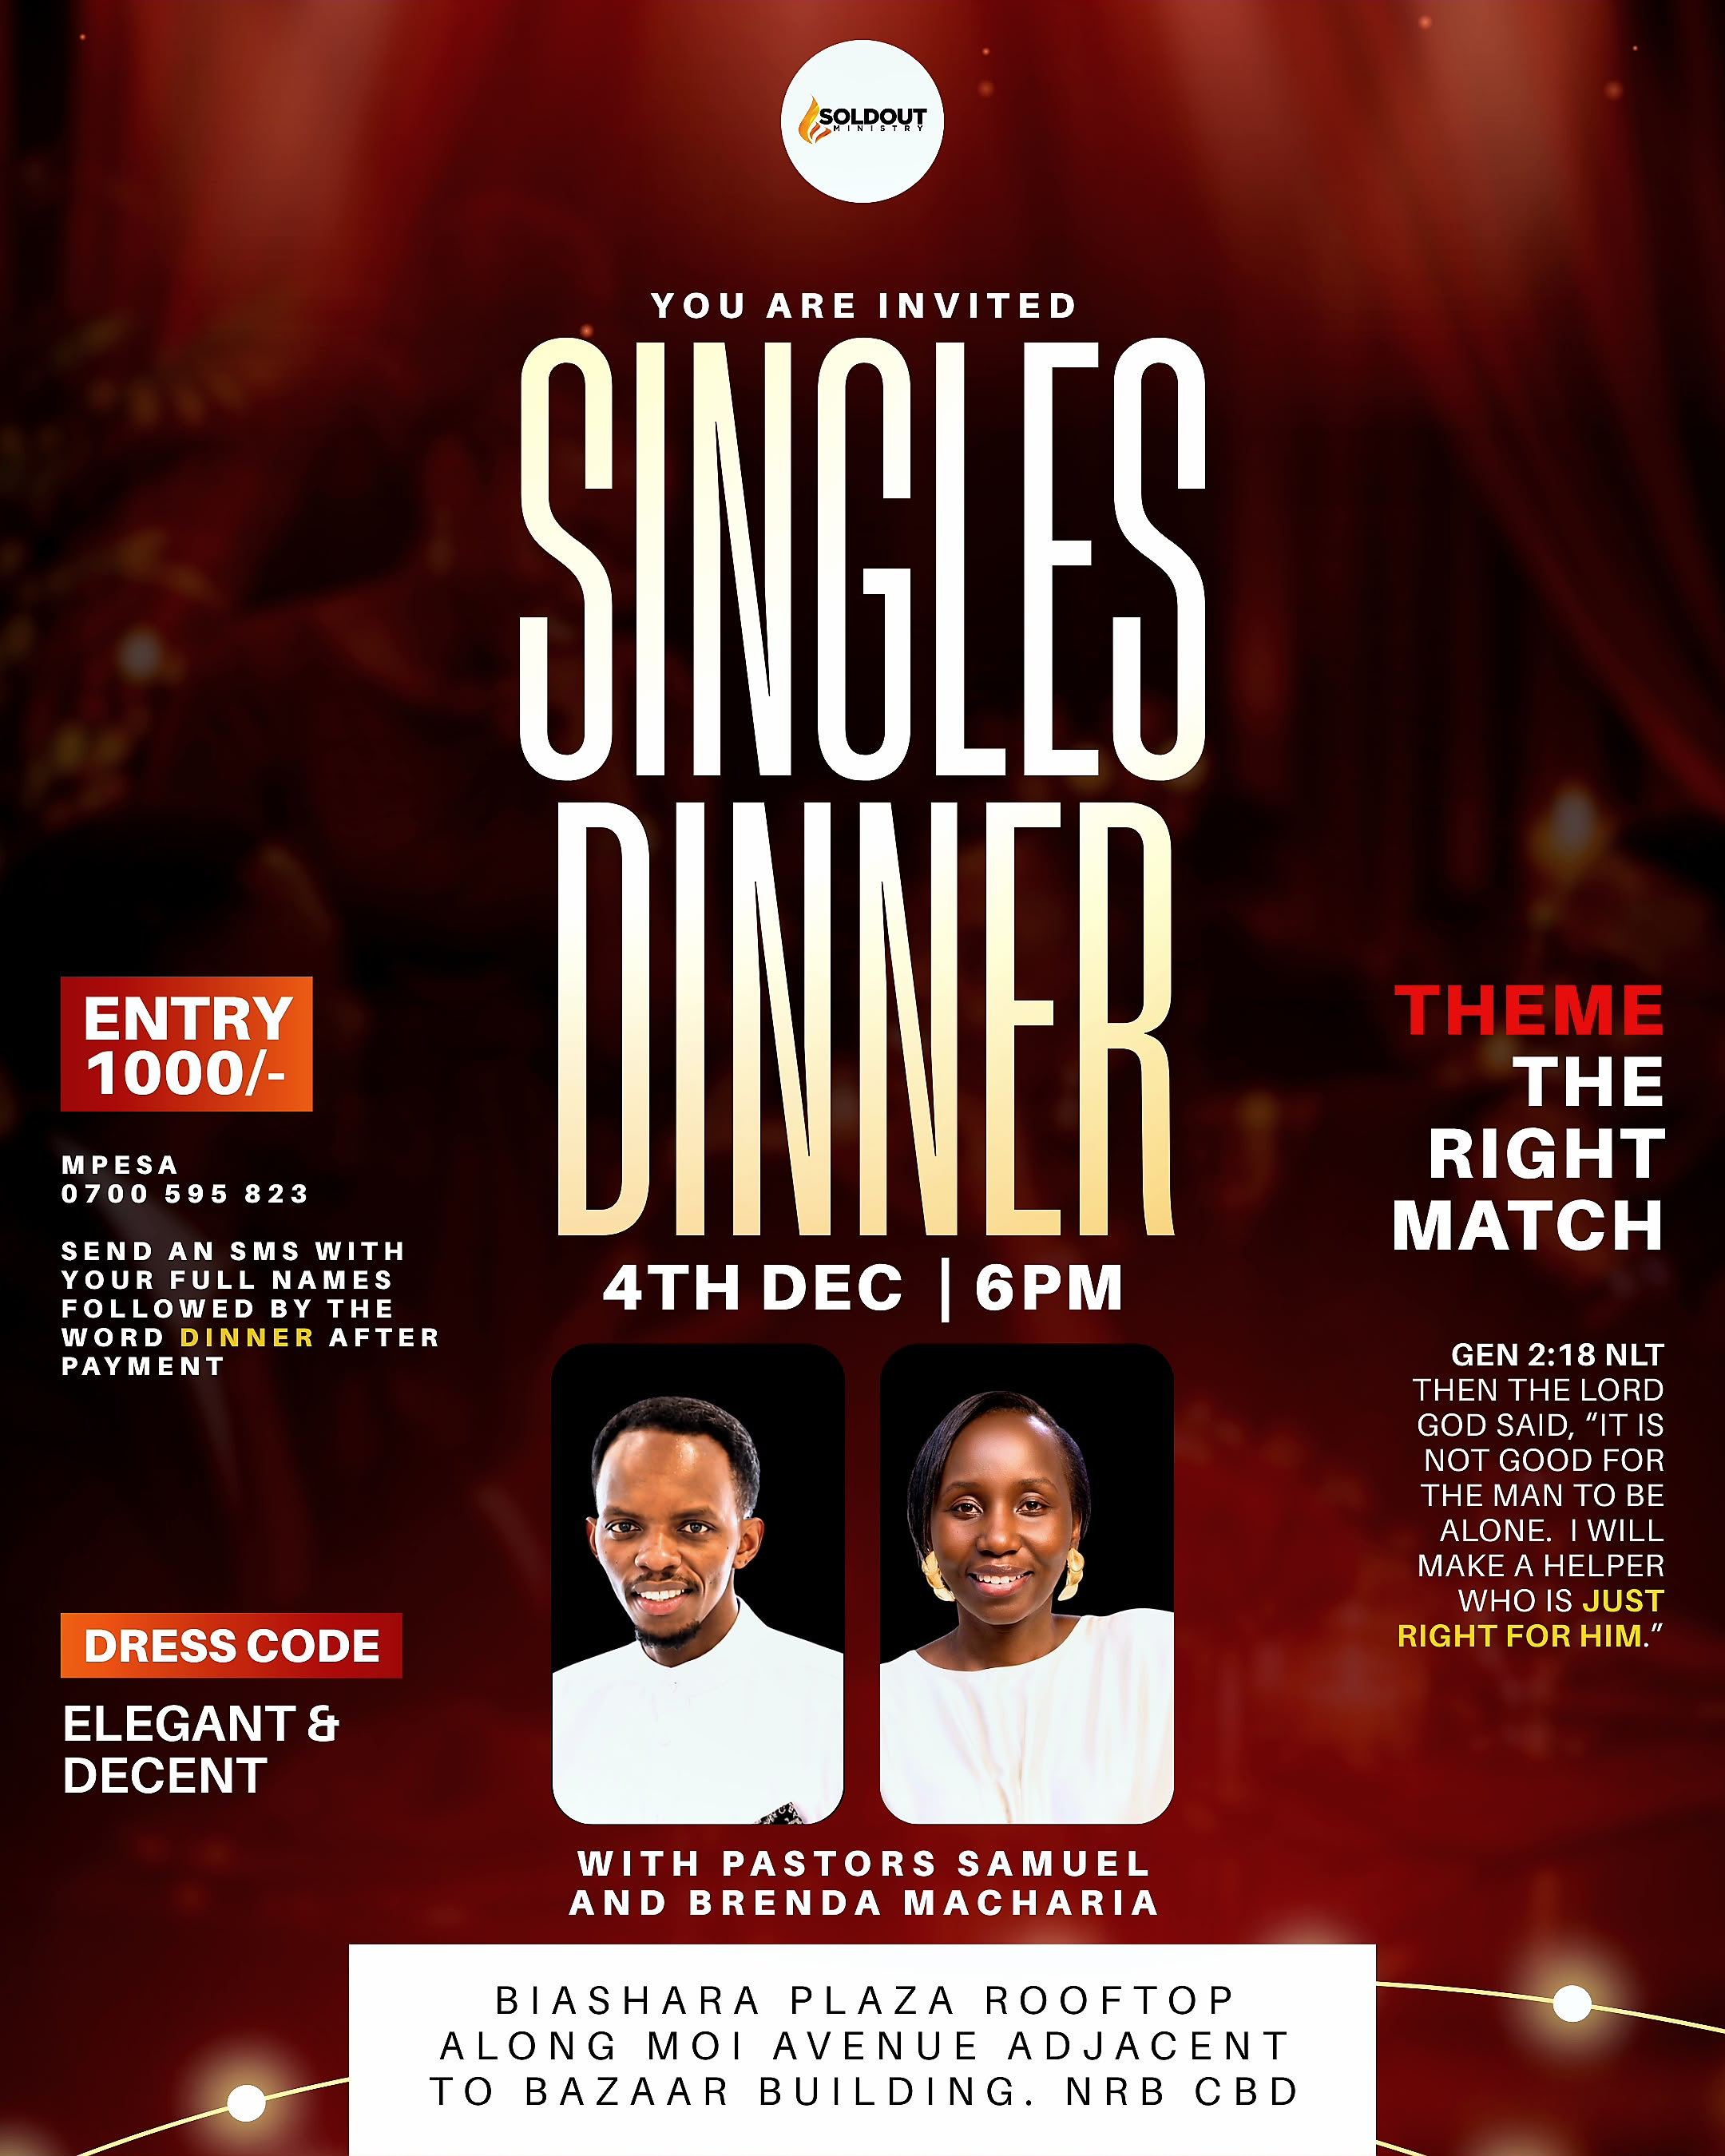 SOLDOUT
MINISTRY
YOU ARE INVITED
SINGLES
DINNER
4TH DEC | 6PM
ENTRY
1000/-
MPESA
0700 595 823
SEND AN SMS WITH
YOUR FULL NAMES
FOLLOWED BY THE
WORD DINNER AFTER
PAYMENT
DRESS CODE
ELEGANT &
DECENT
THEME
THE
RIGHT
MATCH
GEN 2:18 NLT
THEN THE LORD
GOD SAID, “IT IS
NOT GOOD FOR
THE MAN TO BE
ALONE. I WILL
MAKE A HELPER
WHO IS JUST
RIGHT FOR HIM.”
WITH PASTORS SAMUEL
AND BRENDA MACHARIA
BIASHARA PLAZA ROOFTOP
ALONG MOI AVENUE ADJACENT
TO BAZAAR BUILDING. NRB CBD